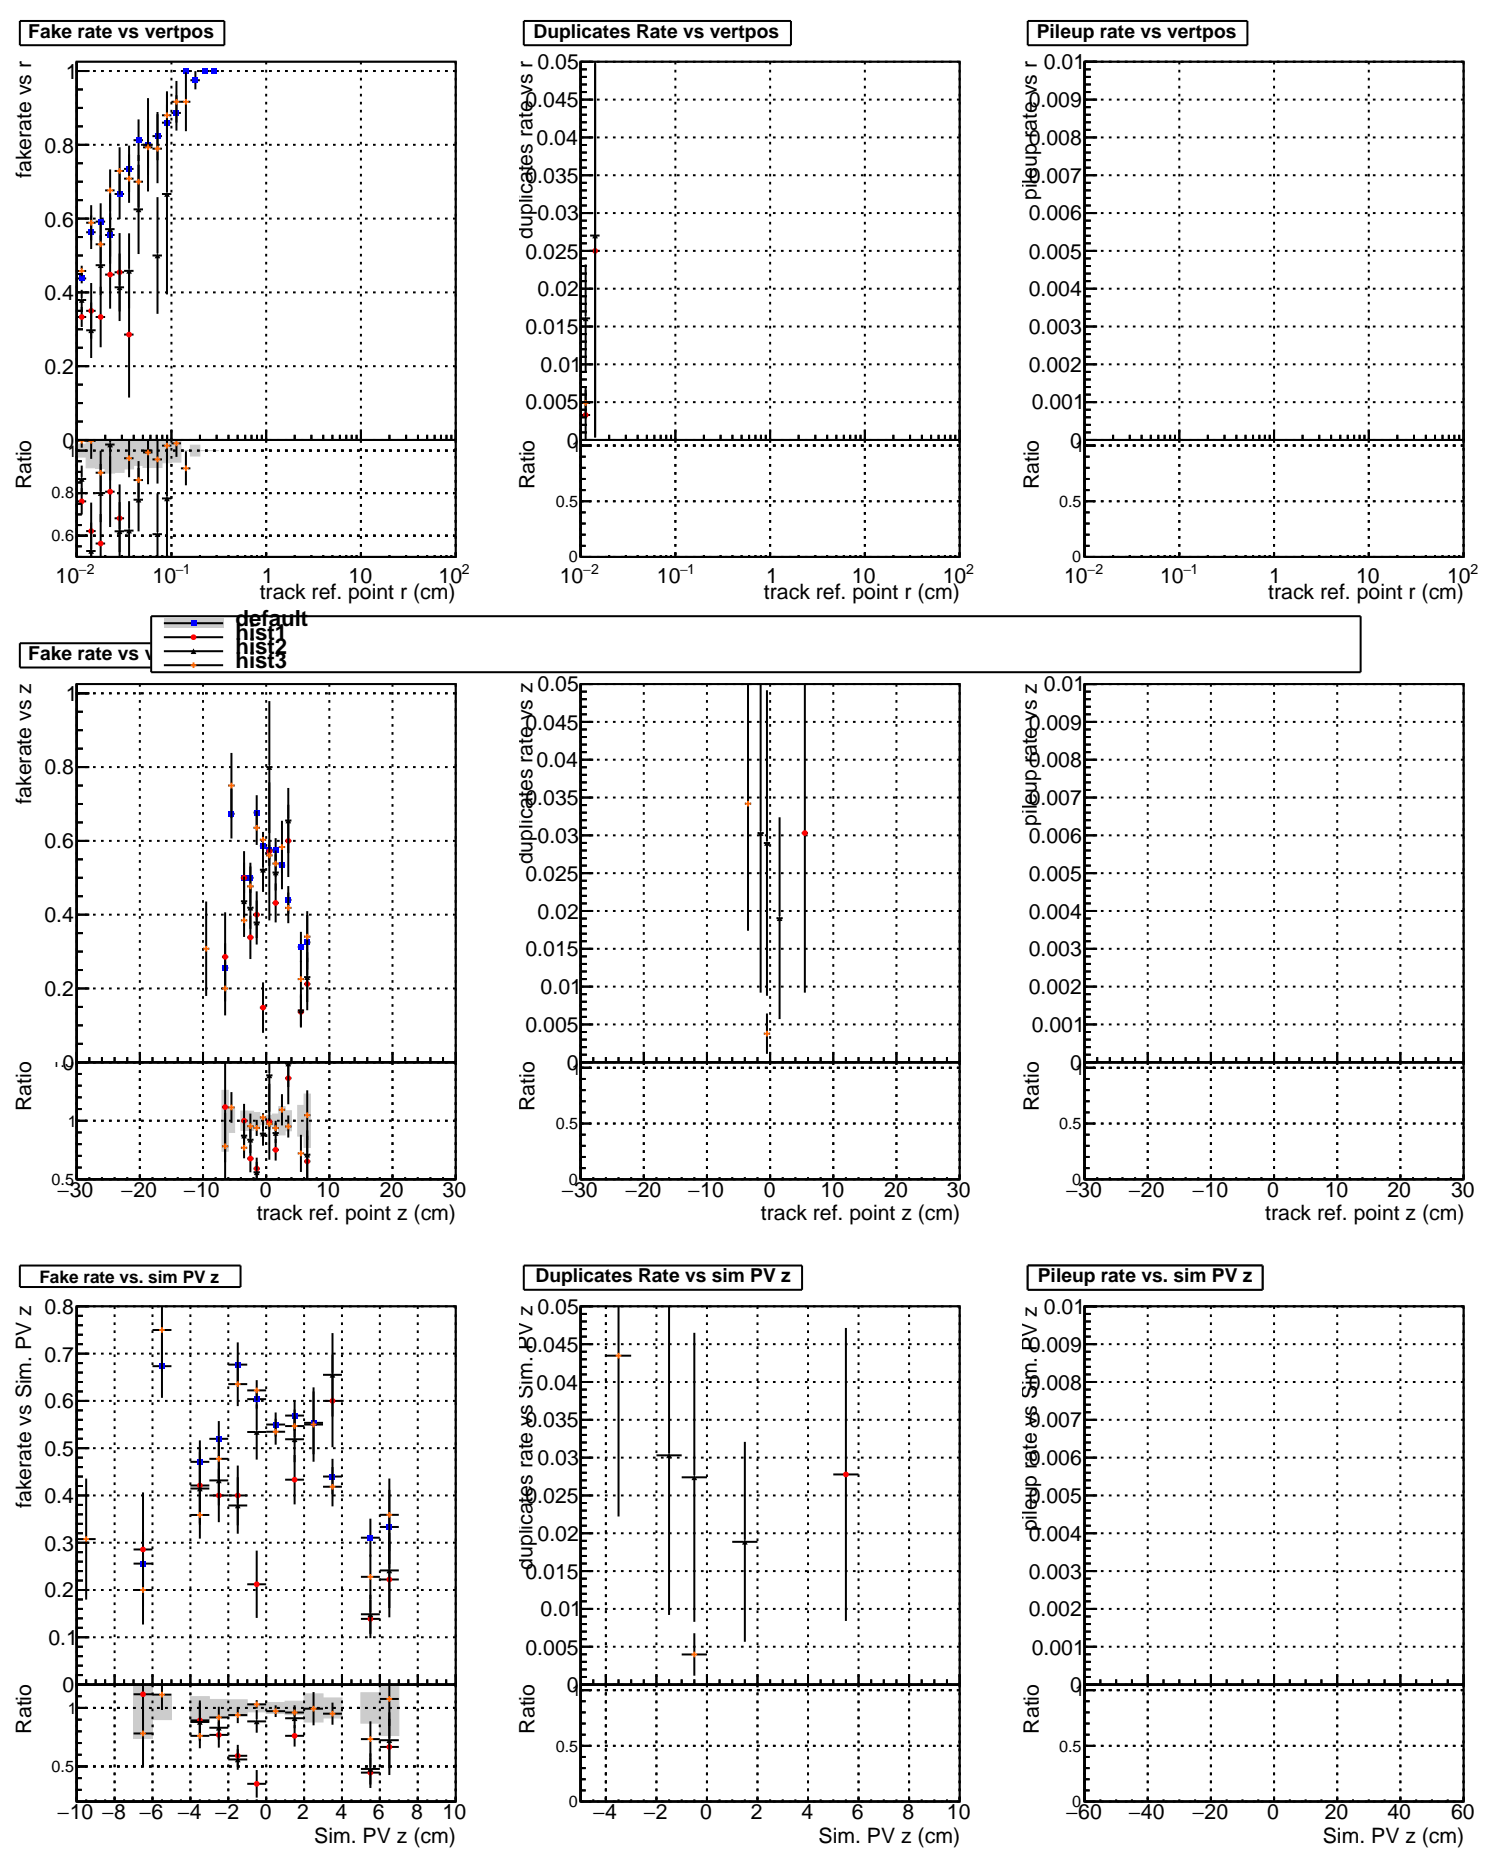 Fake rate vs vertpos
Duplicates Rate vs vertpos
Pileup rate vs vertpos
fakerate vs r
1
0.8
0.6
0.4
0.2
0
Ratio
1
0.8
0.6
10−2 10−1 1 10 102
track ref. point r (cm)
duplicates rate vs r
0.05
0.045
0.04
0.035
0.03
0.025
0.02
0.015
0.01
0.005
0
Ratio
1
0.5
0
10−2 10−1 1 10 102
track ref. point r (cm)
pileup rate vs r
0.01
0.009
0.008
0.007
0.006
0.005
0.004
0.003
0.002
0.001
0
Ratio
1
0.5
0
10−2 10−1 1 10 102
track ref. point r (cm)
default
hist1
hist2
hist3
Fake rate vs
fakerate vs z
1
0.8
0.6
0.4
0.2
0
Ratio
1
0.5
−30 −20 −10 0 10 20 30
track ref. point z (cm)
duplicates rate vs z
0.05
0.045
0.04
0.035
0.03
0.025
0.02
0.015
0.01
0.005
0
Ratio
1
0.5
0
−30 −20 −10 0 10 20 30
track ref. point z (cm)
pileup rate vs z
0.01
0.009
0.008
0.007
0.006
0.005
0.004
0.003
0.002
0.001
0
Ratio
1
0.5
0
−30 −20 −10 0 10 20 30
track ref. point z (cm)
Fake rate vs. sim PV z
Duplicates Rate vs sim PV z
Pileup rate vs. sim PV z
fakerate vs Sim. PV z
0.8
0.7
0.6
0.5
0.4
0.3
0.2
0.1
0
Ratio
1
0.5
−10 −8 −6 −4 −2 0 2 4 6 8 10
Sim. PV z (cm)
duplicates rate vs Sim. PV z
0.05
0.045
0.04
0.035
0.03
0.025
0.02
0.015
0.01
0.005
0
Ratio
1
0.5
0
−4 −2 0 2 4 6 8 10
Sim. PV z (cm)
pileup rate vs Sim. PV z
0.01
0.009
0.008
0.007
0.006
0.005
0.004
0.003
0.002
0.001
0
Ratio
1
0.5
0
−60 −40 −20 0 20 40 60
Sim. PV z (cm)